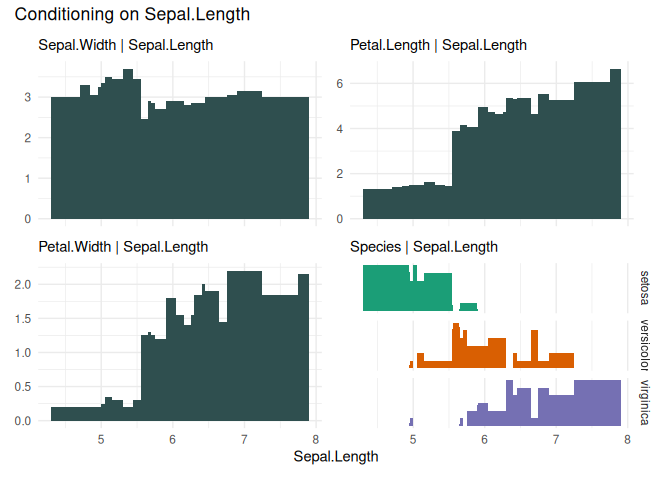 Conditioning on Sepal.Length
Sepal.Width | Sepal.Length
3
2
1
0
Petal.Length | Sepal.Length
6
4
2
0
Petal.Width | Sepal.Length
2.0
1.5
1.0
0.5
0.0
5 6 7 8
Species | Sepal.Length
setosa
versicolor
virginica
5 6 7 8
Sepal.Length